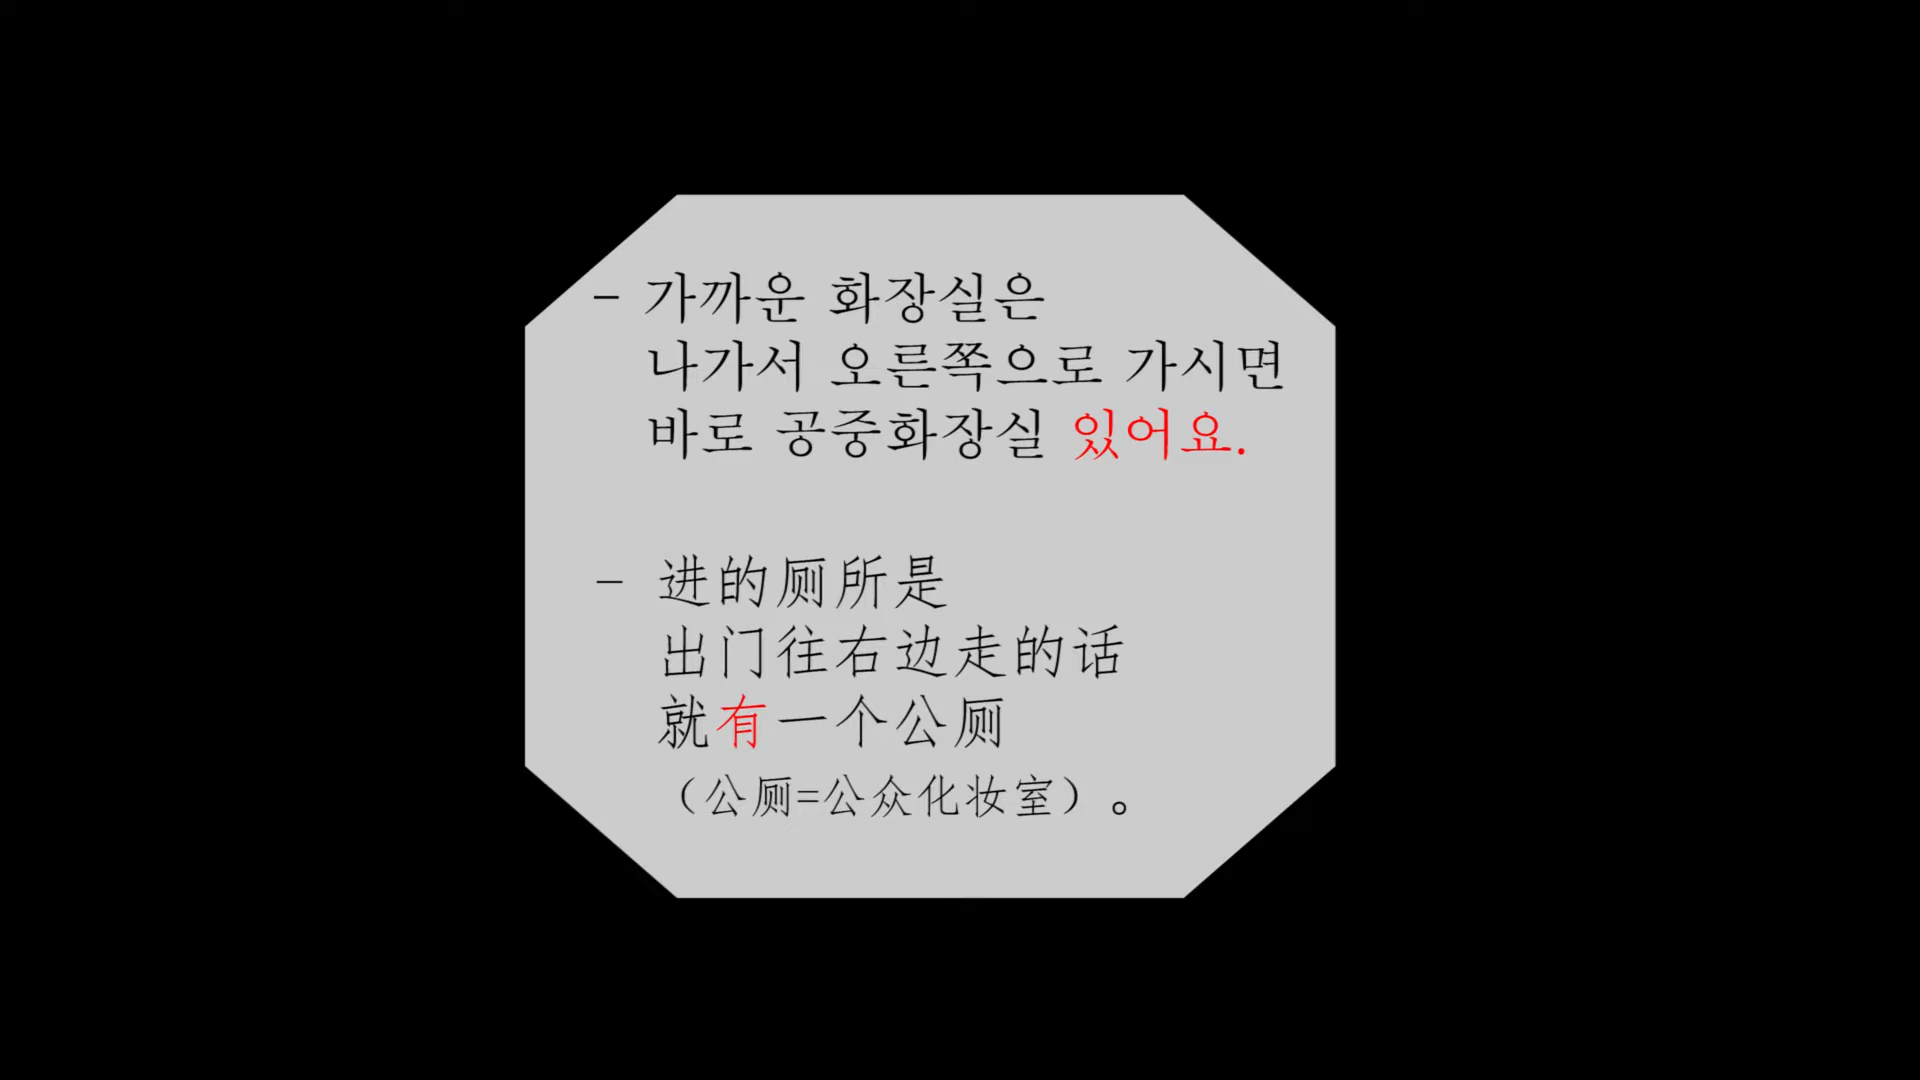 - 가까운 화장실은
나가서 오른쪽으로 가시면
바로 공중화장실 있어요.
- 进的厕所是
出门往右边走的话
就有一个公厕
（公厕=公众化妆室）。